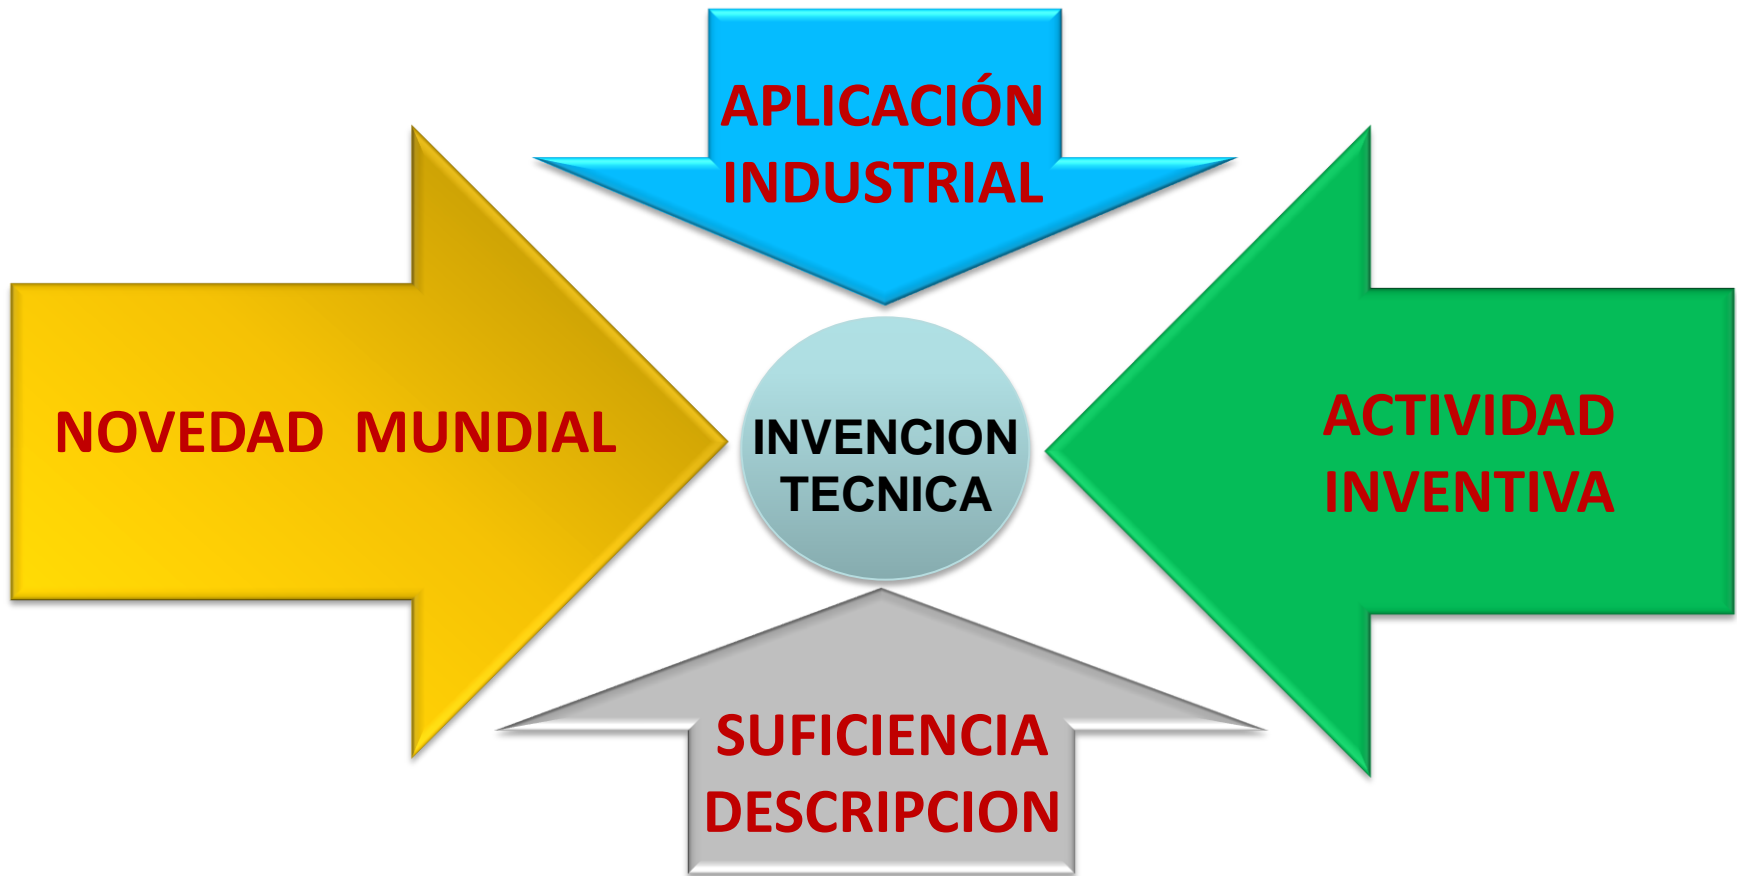 APLICACIÓN
INDUSTRIAL
NOVEDAD MUNDIAL
INVENCION
TECNICA
ACTIVIDAD
INVENTIVA
SUFICIENCIA
DESCRIPCION